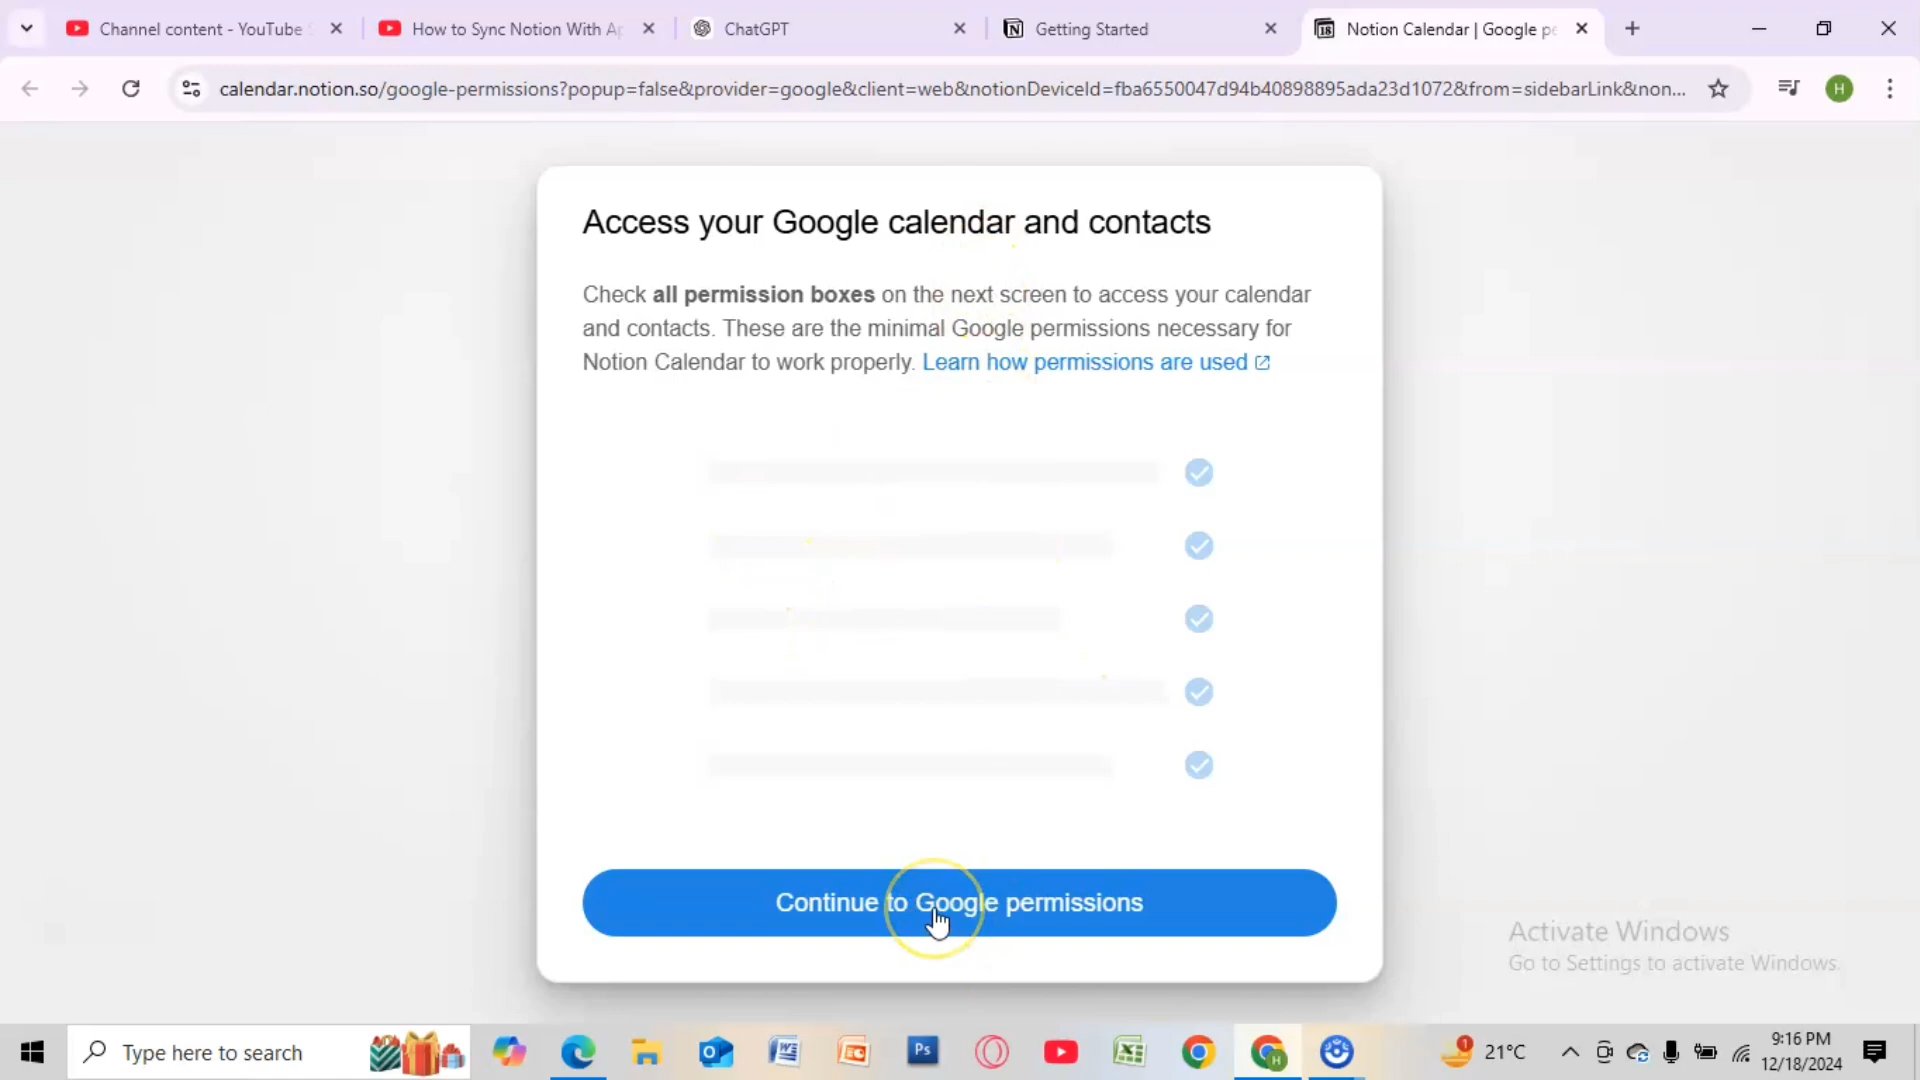 Channel content - YouTube
How to Sync Notion With Ap
ChatGPT
Getting Started
Notion Calendar | Google pe
calendar.notion.so/google-permissions?popup=false&provider=google&client=web&notionDeviceId=fba6550047d94b40898895ada23d1072&from=sidebarLink&non...
H
Access your Google calendar and contacts
Check all permission boxes on the next screen to access your calendar
and contacts. These are the minimal Google permissions necessary for
Notion Calendar to work properly. Learn how permissions are used
Continue to Google permissions
Activate Windows
Go to Settings to activate Windows.
Type here to search
Ps
1
21°C
9:16 PM
12/18/2024